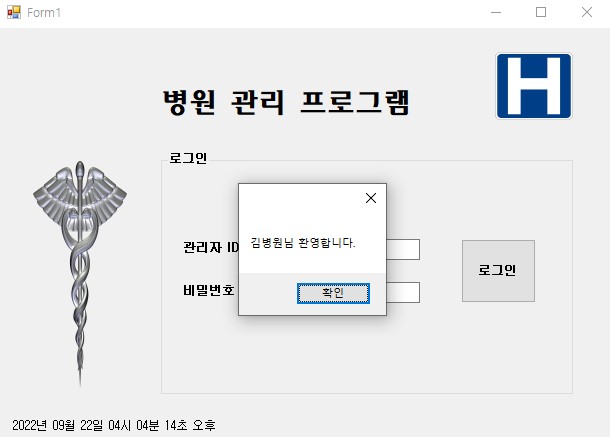 Form1
H
병원 관리 프로그램
로그인
김병원님 환영합니다.
관리자 ID
로그인
비밀번호
확인
2022년 09월 22일 04시 04분 14초 오후